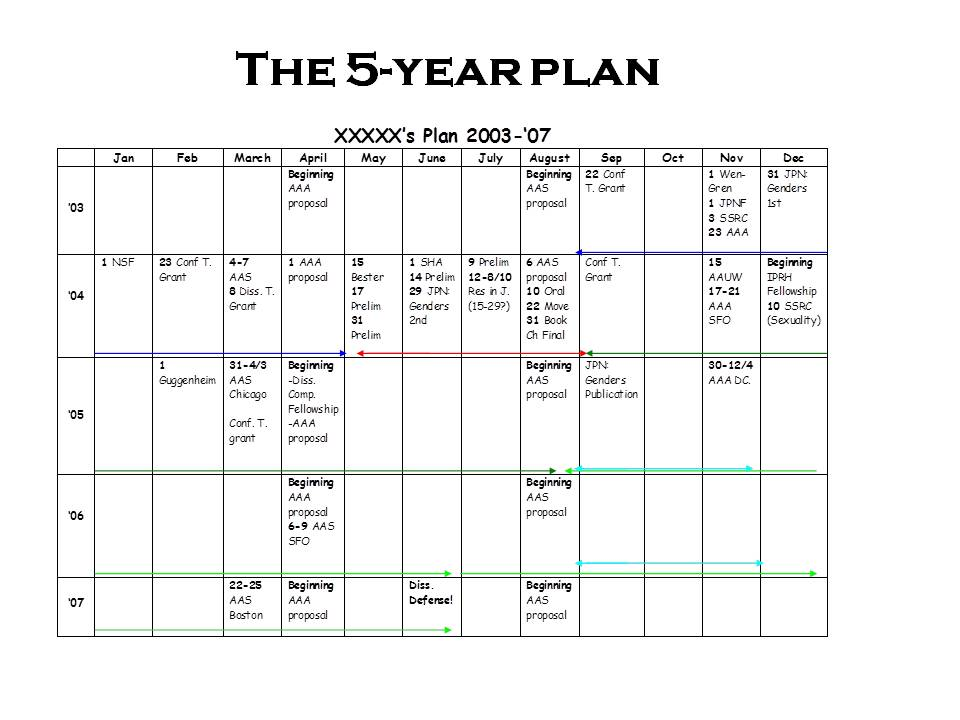 THE 5-YEAR PLAN
XXXXX's Plan 2003-'07
Jan Feb March April May June July August Sep Oct Nov Dec
'03
Beginning
AAA
proposal
Beginning
AAS
proposal
22 Conf
T. Grant
1 Wen-
Gren
1 JPNF
3 SSRC
23 AAA
31 JPN:
Genders
1st
'04
1 NSF
23 Conf T.
Grant
4-7
AAS
8 Diss. T.
Grant
1 AAA
proposal
15
Bester
17
Prelim
31
Prelim
1 SHA
14 Prelim
29 JPN:
Genders
2nd
9 Prelim
12-8/10
Res in J.
(15-29?)
6 AAS
proposal
10 Oral
22 Move
31 Book
Ch Final
Conf T.
Grant
15
AAUW
17-21
AAA
SFO
Beginning
IPRH
Fellowship
10 SSRC
(Sexuality)
'05
1
Guggenheim
31-4/3
AAS
Chicago
Conf. T.
grant
Beginning
-Diss.
Comp.
Fellowship
-AAA
proposal
Beginning
AAS
proposal
JPN:
Genders
Publication
30-12/4
AAA DC.
'06
Beginning
AAA
proposal
6-9 AAS
SFO
Beginning
AAS
proposal
'07
22-25
AAS
Boston
Beginning
AAA
proposal
Diss.
Defense!
Beginning
AAS
proposal